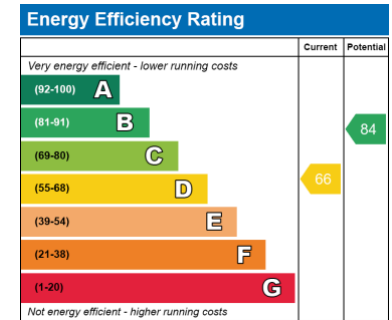 Energy Efficiency Rating
Current Potential
Very energy efficient - lower running costs
(92-100) A
(81-91) B
84
(69-80) C
(55-68) D
66
(39-54) E
(21-38) F
(1-20) G
Not energy efficient - higher running costs